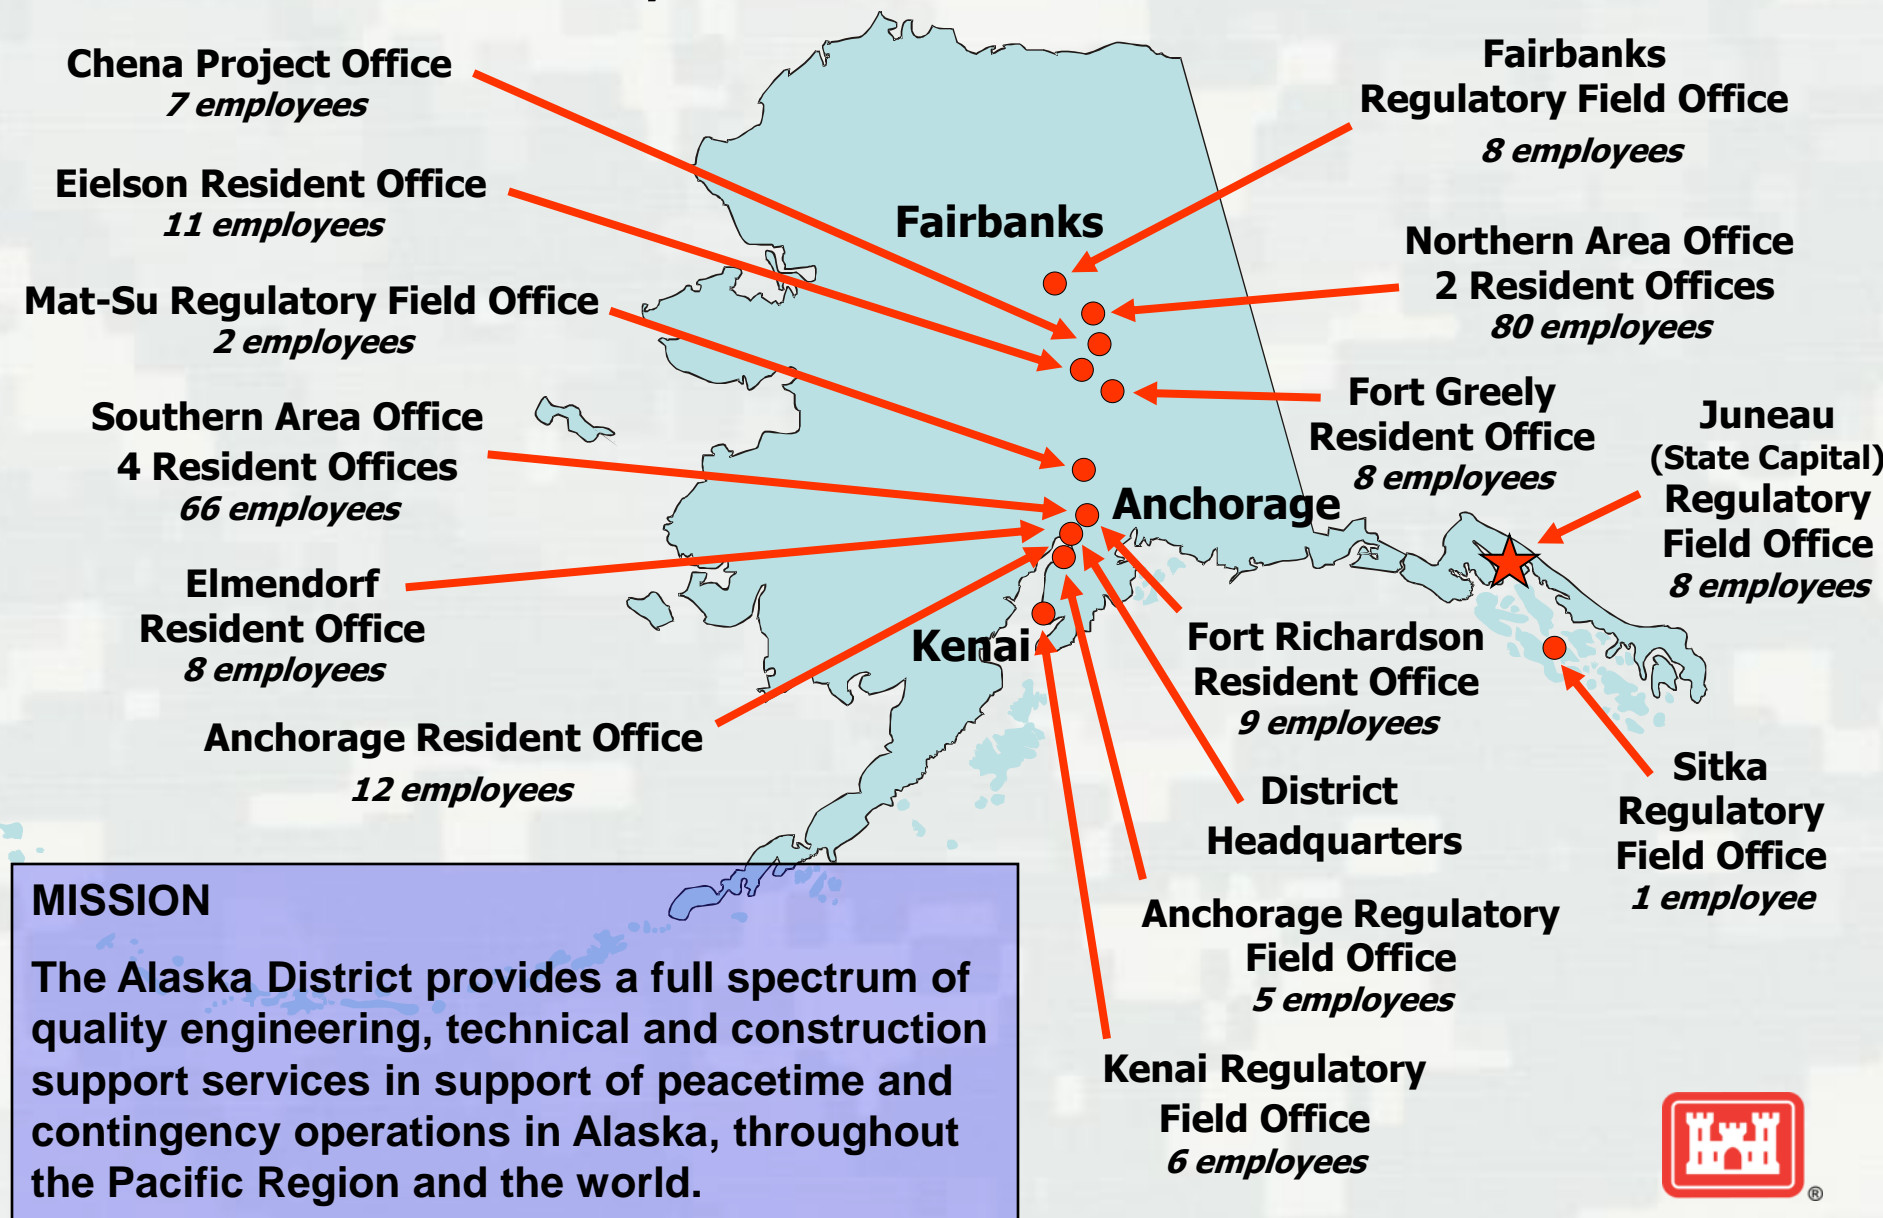 Chena Project Office
7 employees
Eielson Resident Office
11 employees
Mat-Su Regulatory Field Office
2 employees
Southern Area Office
4 Resident Offices
66 employees
Elmendorf
Resident Office
8 employees
Anchorage Resident Office
12 employees
Fairbanks
Anchorage
Kenai
Fairbanks
Regulatory Field Office
8 employees
Northern Area Office
2 Resident Offices
80 employees
Fort Greely
Resident Office
8 employees
Juneau
(State Capital)
Regulatory
Field Office
8 employees
Fort Richardson
Resident Office
9 employees
District
Headquarters
Sitka
Regulatory
Field Office
1 employee
Anchorage Regulatory
Field Office
5 employees
Kenai Regulatory
Field Office
6 employees
MISSION
The Alaska District provides a full spectrum of
quality engineering, technical and construction
support services in support of peacetime and
contingency operations in Alaska, throughout
the Pacific Region and the world.
®